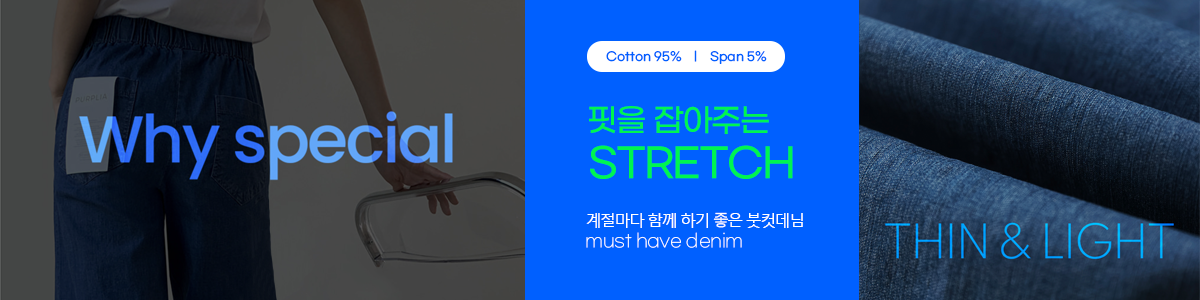 Why special
Cotton 95% | Span 5%
핏을 잡아주는
STRETCH
계절마다 함께 하기 좋은 붓컷데님
must have denim
THIN & LIGHT